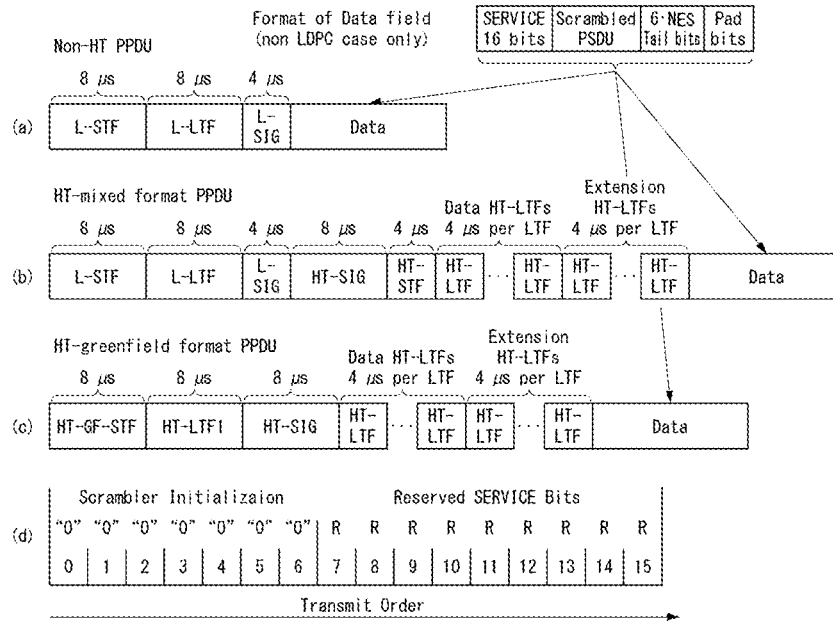 Format of Data field
(non LDPC case only)
SERVICE
16 bits
Scrambled
PSDU
6·NES
Tail bits
Pad
bits
Non-HT PPDU
8 μs
8 μs
4 μs
(a)
L-STF
L-LTF
L-
SIG
Data
HT-mixed format PPDU
Data HT-LTFs
4 μs per LTF
Extension
HT-LTFs
4 μs per LTF
8 μs
8 μs
4 μs
8 μs
4 μs
(b)
L-STF
L-LTF
L-
SIG
HT-SIG
HT-
STF
HT-
LTF
...
HT-
LTF
HT-
LTF
...
HT-
LTF
Data
HT-greenfield format PPDU
Data HT-LTFs
4 μs per LTF
Extension
HT-LTFs
4 μs per LTF
8 μs
8 μs
8 μs
(c)
HT-GF-STF
HT-LTF1
HT-SIG
HT-
LTF
...
HT-
LTF
HT-
LTF
...
HT-
LTF
Data
Scrambler Initializaion
Reserved SERVICE Bits
(d)
"0" "0" "0" "0" "0" "0" "0" R R R R R R R R R
0 1 2 3 4 5 6 7 8 9 10 11 12 13 14 15
Transmit Order